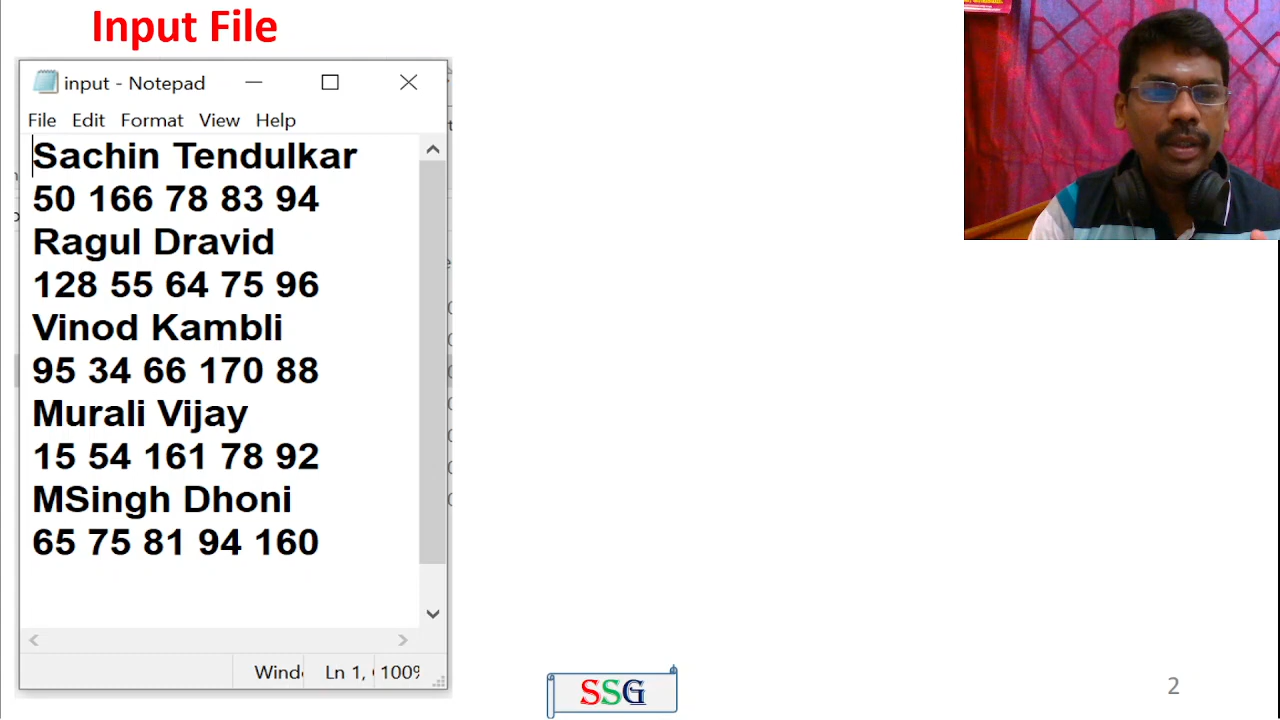 Input File
input - Notepad
File Edit Format View Help
Sachin Tendulkar
50 166 78 83 94
Ragul Dravid
128 55 64 75 96
Vinod Kambli
95 34 66 170 88
Murali Vijay
15 54 161 78 92
MSingh Dhoni
65 75 81 94 160
Ln 1, 100%
SSG
2